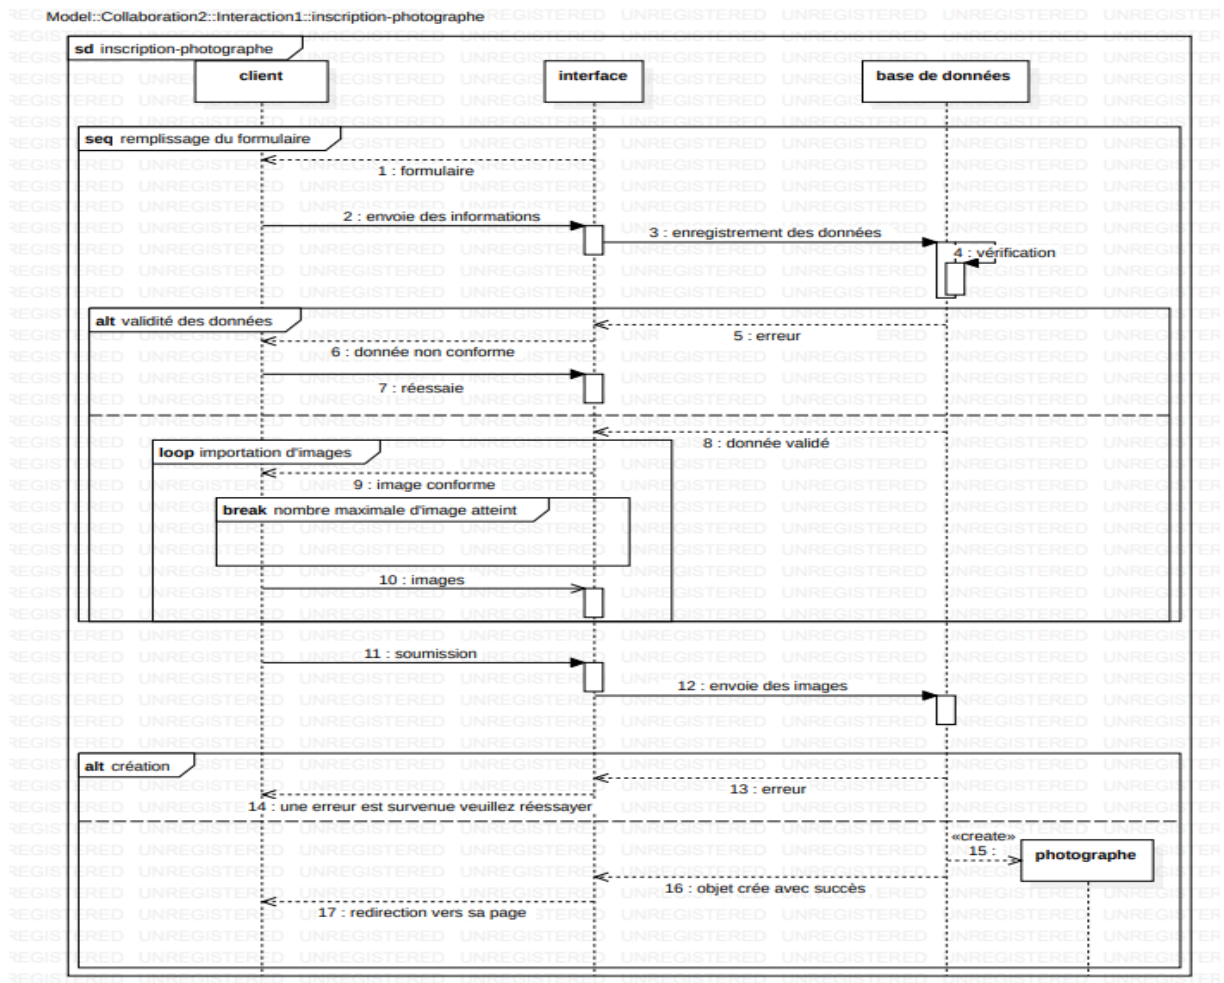 Model::Collaboration2::Interaction1::inscription-photographe
sd inscription-photographe
client
interface
base de données
seq remplissage du formulaire
1 : formulaire
2 : envoie des informations
3 : enregistrement des données
4 : vérification
alt validité des données
5 : erreur
6 : donnée non conforme
7 : réessaie
8 : donnée validé
loop importation d'images
9 : image conforme
break nombre maximale d'image atteint
10 : images
11 : soumission
12 : envoie des images
alt création
13 : erreur
14 : une erreur est survenue veuillez réessayer
«create»
15 :
photographe
16 : objet crée avec succès
17 : redirection vers sa page
UNREGISTERED